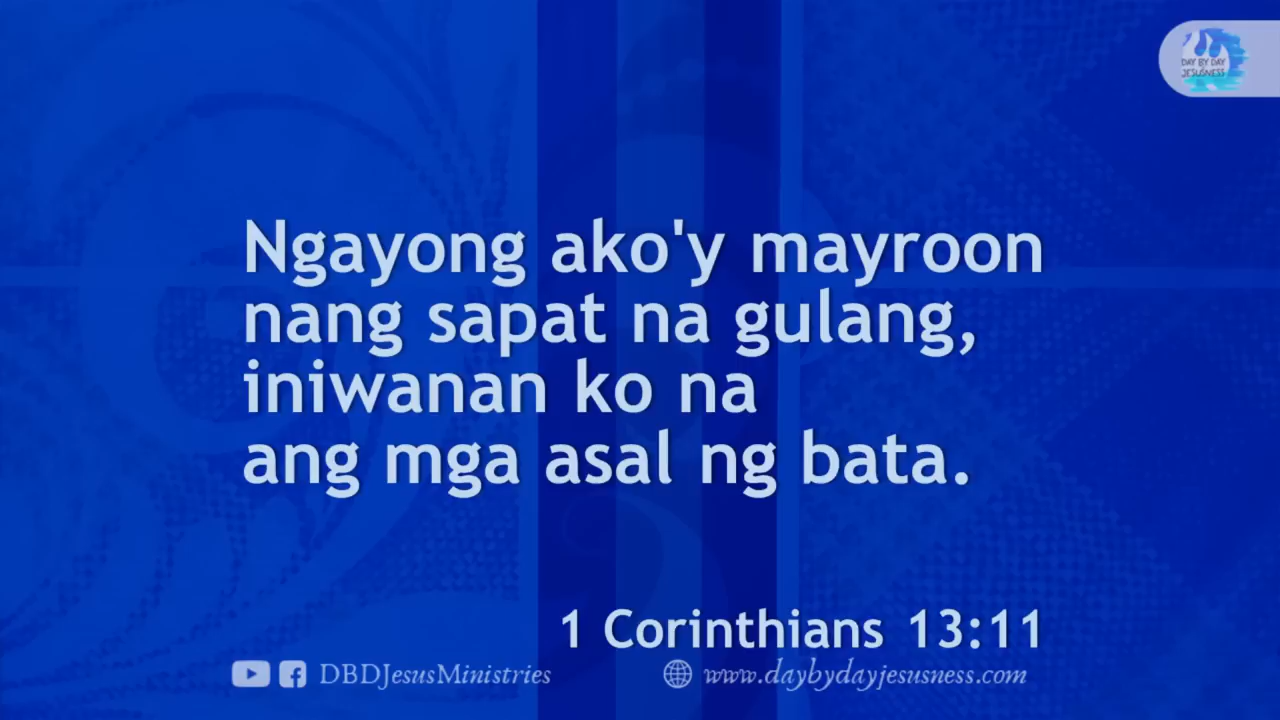 DAY BY DAY
JESUSNESS
Ngayong ako'y mayroon
nang sapat na gulang,
iniwanan ko na
ang mga asal ng bata.
1 Corinthians 13:11
DBDJesusMinistries
www.daybydayjesusness.com